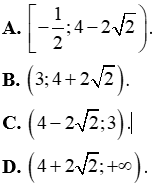 A. [-1/2; 4-2√2).
B. (3; 4+2√2).
C. (4-2√2; 3).
D. (4+2√2; +∞).